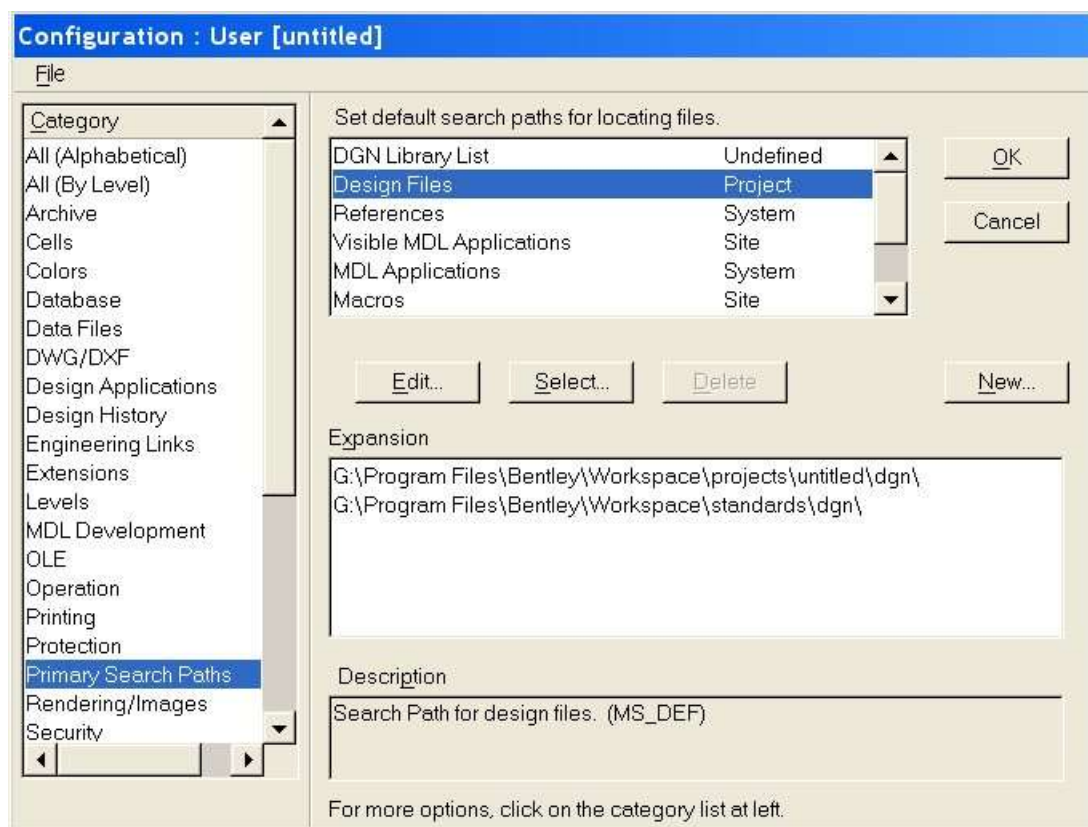 Configuration : User [untitled]
File
Category
All (Alphabetical)
All (By Level)
Archive
Cells
Colors
Database
Data Files
DWG/DXF
Design Applications
Design History
Engineering Links
Extensions
Levels
MDL Development
OLE
Operation
Printing
Protection
Primary Search Paths
Rendering/Images
Security
Set default search paths for locating files.
DGN Library List Undefined
Design Files Project
References System
Visible MDL Applications Site
MDL Applications System
Macros Site
OK
Cancel
Edit... Select... Delete New...
Expansion
G:\Program Files\Bentley\Workspace\projects\untitled\dgn\
G:\Program Files\Bentley\Workspace\standards\dgn\
Description
Search Path for design files. (MS_DEF)
For more options, click on the category list at left.